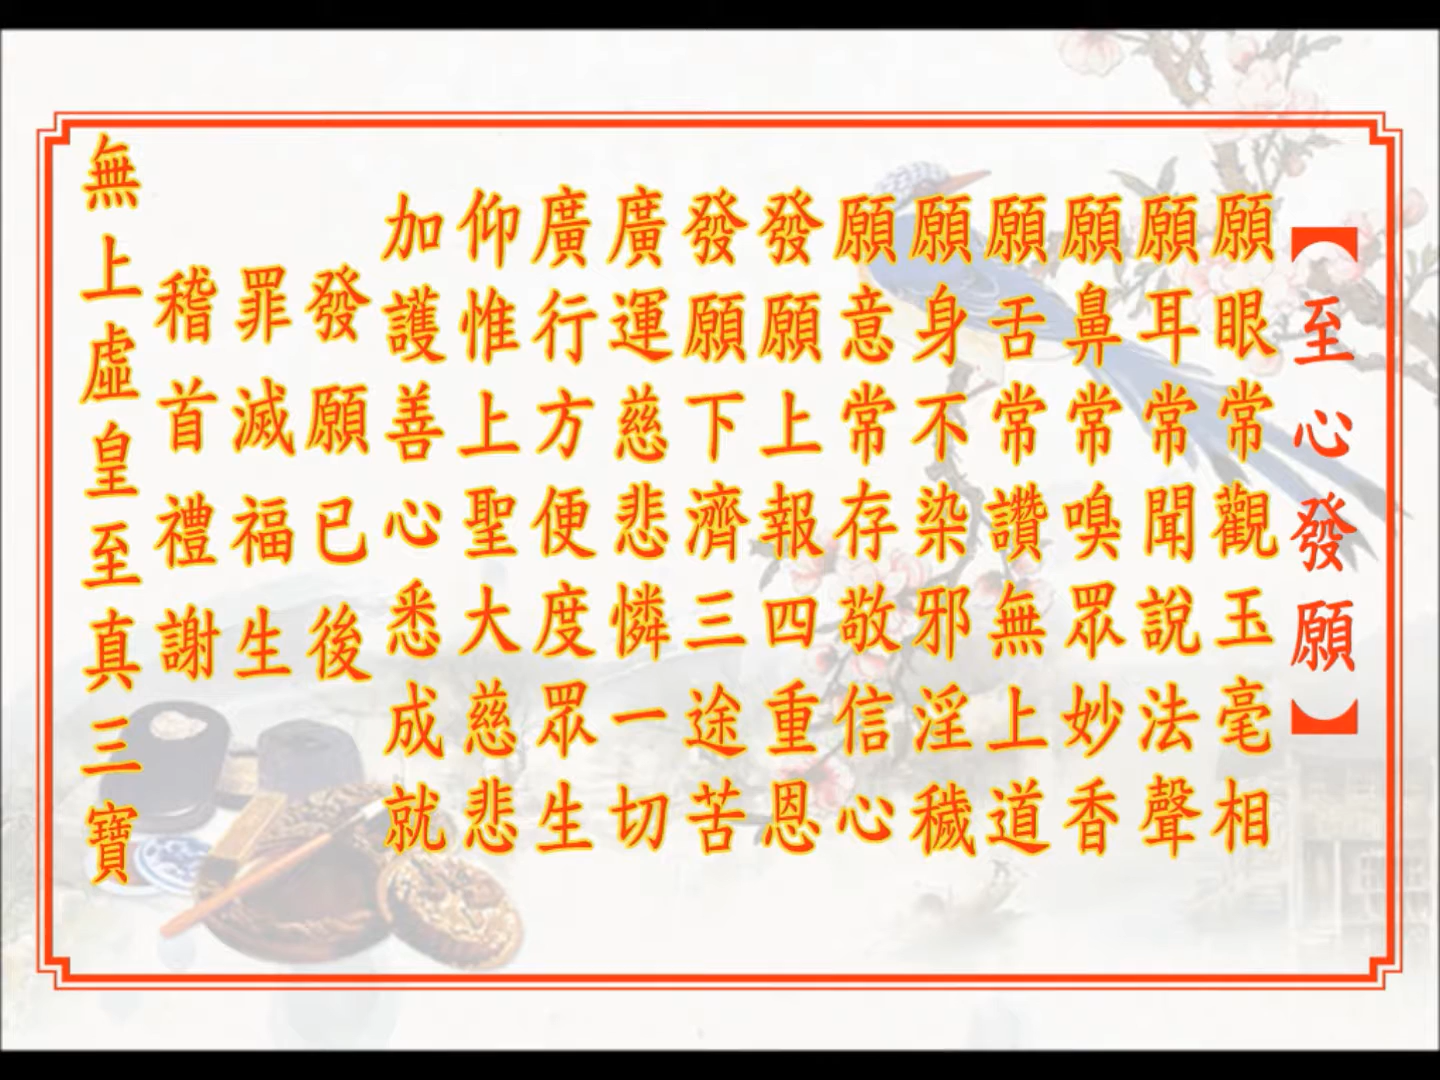 【至心發願】
願眼常觀玉毫相
願耳常聞說法聲
願鼻常嗅眾妙香
願舌常讚無上道
願身不染邪淫穢
願意常存敬信心
發願上報四重恩
發願下濟三途苦
廣運慈悲憐一切
廣行方便度眾生
仰惟上聖大慈悲
加護善心悉成就
發願已後
罪滅福生
稽首禮謝
無上虛皇至真三寶